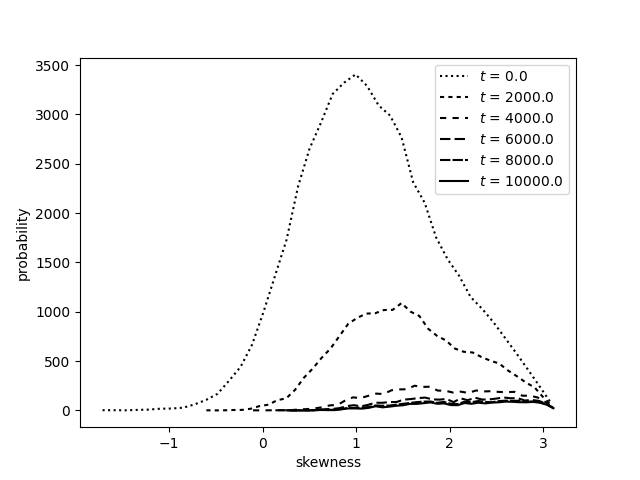 3500
3000
2500
2000
1500
1000
500
0
probability
t = 0.0
t = 2000.0
t = 4000.0
t = 6000.0
t = 8000.0
t = 10000.0
−1 0 1 2 3
skewness